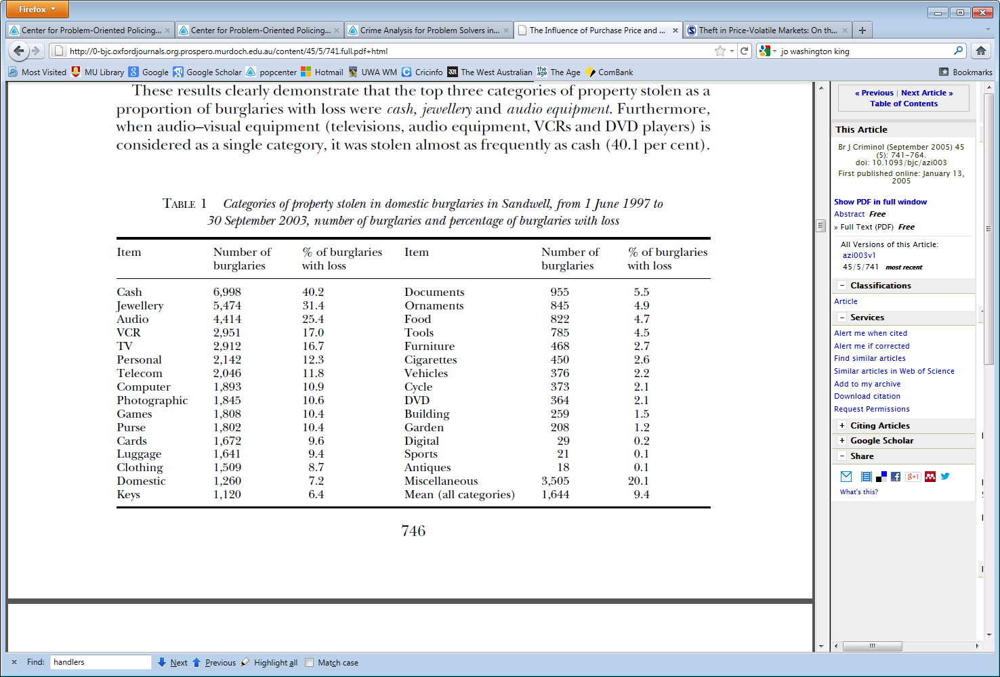 Firefox
Center for Problem-Oriented Policing...
Center for Problem-Oriented Policing...
Crime Analysis for Problem Solvers in...
The Influence of Purchase Price and ...
Theft in Price-Volatile Markets: On th...
http://0-bjc.oxfordjournals.org.prospero.murdoch.edu.au/content/45/5/741.full.pdf+html
jo washington king
Most Visited MU Library Google Google Scholar popcenter Hotmail UWA WM Cricinfo The West Australian the age The Age ComBank Bookmarks
These results clearly demonstrate that the top three categories of property stolen as a
proportion of burglaries with loss were cash, jewellery and audio equipment. Furthermore,
when audio–visual equipment (televisions, audio equipment, VCRs and DVD players) is
considered as a single category, it was stolen almost as frequently as cash (40.1 per cent).
TABLE 1 Categories of property stolen in domestic burglaries in Sandwell, from 1 June 1997 to
30 September 2003, number of burglaries and percentage of burglaries with loss
Item Number of % of burglaries Item Number of % of burglaries
burglaries with loss burglaries with loss
Cash 6,998 40.2 Documents 955 5.5
Jewellery 5,474 31.4 Ornaments 845 4.9
Audio 4,414 25.4 Food 822 4.7
VCR 2,951 17.0 Tools 785 4.5
TV 2,912 16.7 Furniture 468 2.7
Personal 2,142 12.3 Cigarettes 450 2.6
Telecom 2,046 11.8 Vehicles 376 2.2
Computer 1,893 10.9 Cycle 373 2.1
Photographic 1,845 10.6 DVD 364 2.1
Games 1,808 10.4 Building 259 1.5
Purse 1,802 10.4 Garden 208 1.2
Cards 1,672 9.6 Digital 29 0.2
Luggage 1,641 9.4 Sports 21 0.1
Clothing 1,509 8.7 Antiques 18 0.1
Domestic 1,260 7.2 Miscellaneous 3,505 20.1
Keys 1,120 6.4 Mean (all categories) 1,644 9.4
746
« Previous | Next Article »
Table of Contents
This Article
Br J Criminol (September 2005) 45
(5): 741-764.
doi: 10.1093/bjc/azi003
First published online: January 13,
2005
Show PDF in full window
Abstract Free
» Full Text (PDF) Free
All Versions of this Article:
azi003v1
45/5/741 most recent
− Classifications
Article
− Services
Alert me when cited
Alert me if corrected
Find similar articles
Similar articles in Web of Science
Add to my archive
Download citation
Request Permissions
+ Citing Articles
+ Google Scholar
− Share
g+1
What's this?
× Find: handlers Next Previous Highlight all Match case